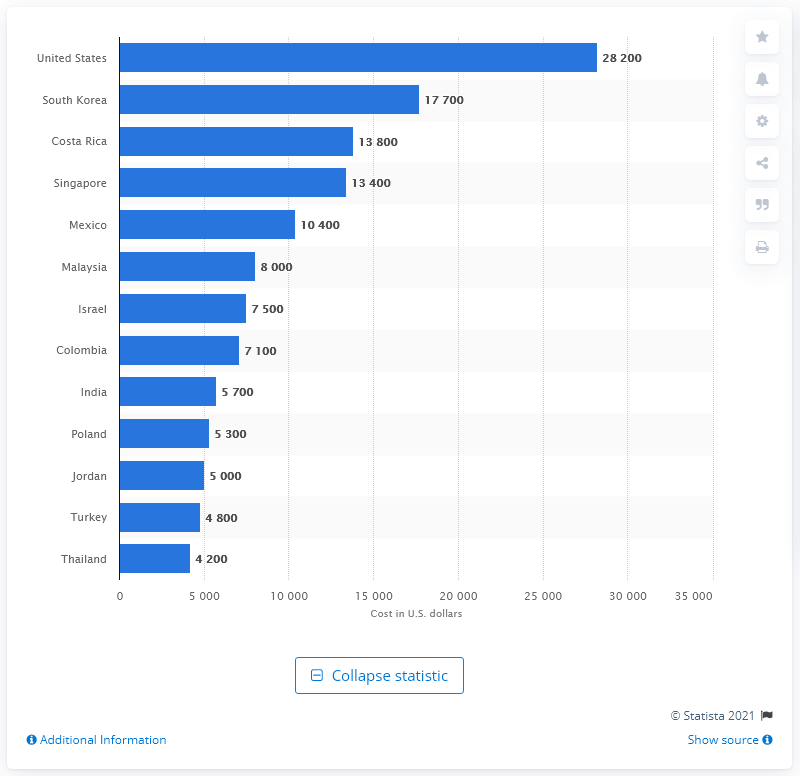 United States 28 200
South Korea 17 700
Costa Rica 13 800
Singapore 13 400
Mexico 10 400
Malaysia 8 000
Israel 7 500
Colombia 7 100
India 5 700
Poland 5 300
Jordan 5 000
Turkey 4 800
Thailand 4 200
0 5 000 10 000 15 000 20 000 25 000 30 000 35 000
Cost in U.S. dollars
Collapse statistic
© Statista 2021
Additional Information Show source